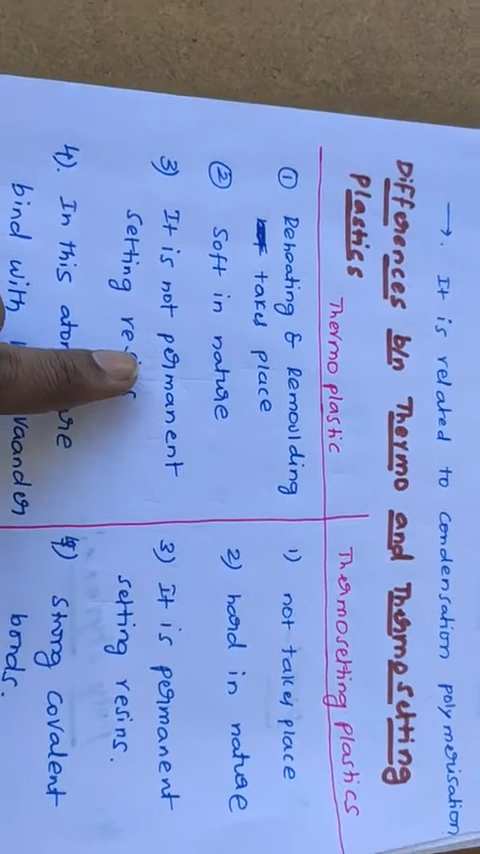 →. It is related to condensation polymerisation.
Differences b/n Thermo and Thermosetting
Plastics
Thermo plastic
Thermosetting Plastics
① Reheating & Remoulding
takes place
② Soft in nature
3) It is not permanent
setting
4). In this
bind with
vaander
1) not takes place
2) hard in nature
3) It is permanent
setting resins.
4) Strong covalent
bonds.